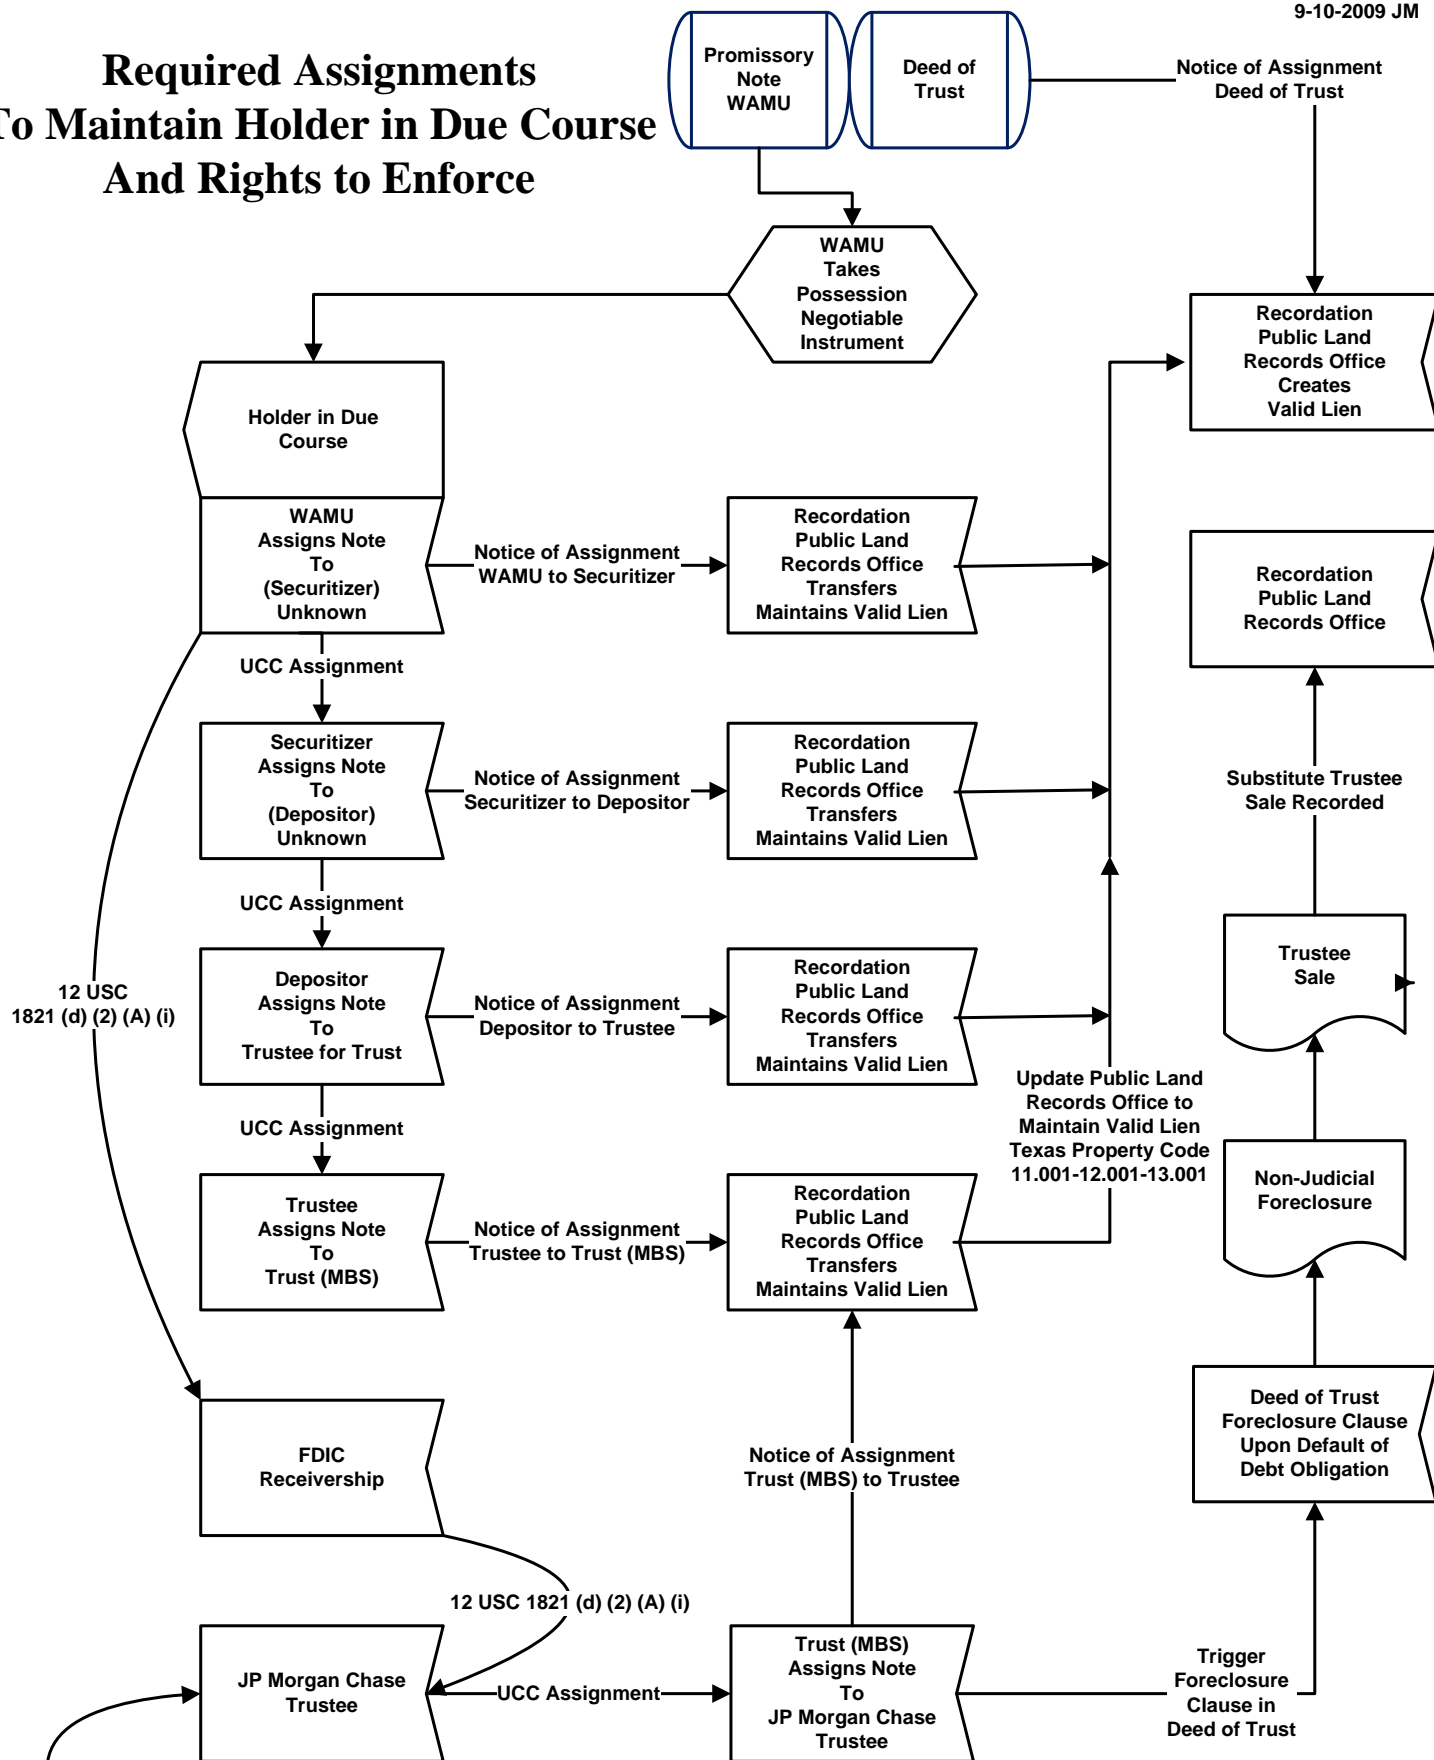 9-10-2009 JM
Required Assignments
To Maintain Holder in Due Course
And Rights to Enforce
Promissory
Note
WAMU
Deed of
Trust
Notice of Assignment
Deed of Trust
WAMU
Takes
Possession
Negotiable
Instrument
Recordation
Public Land
Records Office
Creates
Valid Lien
Holder in Due
Course
WAMU
Assigns Note
To
(Securitizer)
Unknown
Notice of Assignment
WAMU to Securitizer
Recordation
Public Land
Records Office
Transfers
Maintains Valid Lien
Recordation
Public Land
Records Office
UCC Assignment
Securitizer
Assigns Note
To
(Depositor)
Unknown
Notice of Assignment
Securitizer to Depositor
Recordation
Public Land
Records Office
Transfers
Maintains Valid Lien
Substitute Trustee
Sale Recorded
UCC Assignment
Depositor
Assigns Note
To
Trustee for Trust
Notice of Assignment
Depositor to Trustee
Recordation
Public Land
Records Office
Transfers
Maintains Valid Lien
Trustee
Sale
12 USC
1821 (d) (2) (A) (i)
Update Public Land
Records Office to
Maintain Valid Lien
Texas Property Code
11.001-12.001-13.001
UCC Assignment
Trustee
Assigns Note
To
Trust (MBS)
Notice of Assignment
Trustee to Trust (MBS)
Recordation
Public Land
Records Office
Transfers
Maintains Valid Lien
Non-Judicial
Foreclosure
Deed of Trust
Foreclosure Clause
Upon Default of
Debt Obligation
FDIC
Receivership
Notice of Assignment
Trust (MBS) to Trustee
12 USC 1821 (d) (2) (A) (i)
JP Morgan Chase
Trustee
UCC Assignment
Trust (MBS)
Assigns Note
To
JP Morgan Chase
Trustee
Trigger
Foreclosure
Clause in
Deed of Trust